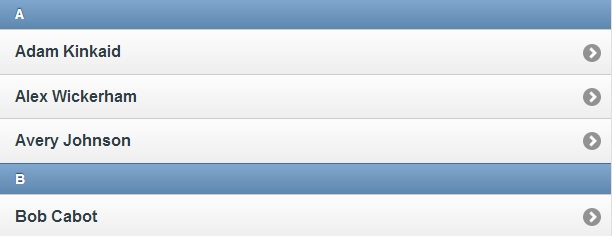 A
Adam Kinkaid
Alex Wickerham
Avery Johnson
B
Bob Cabot